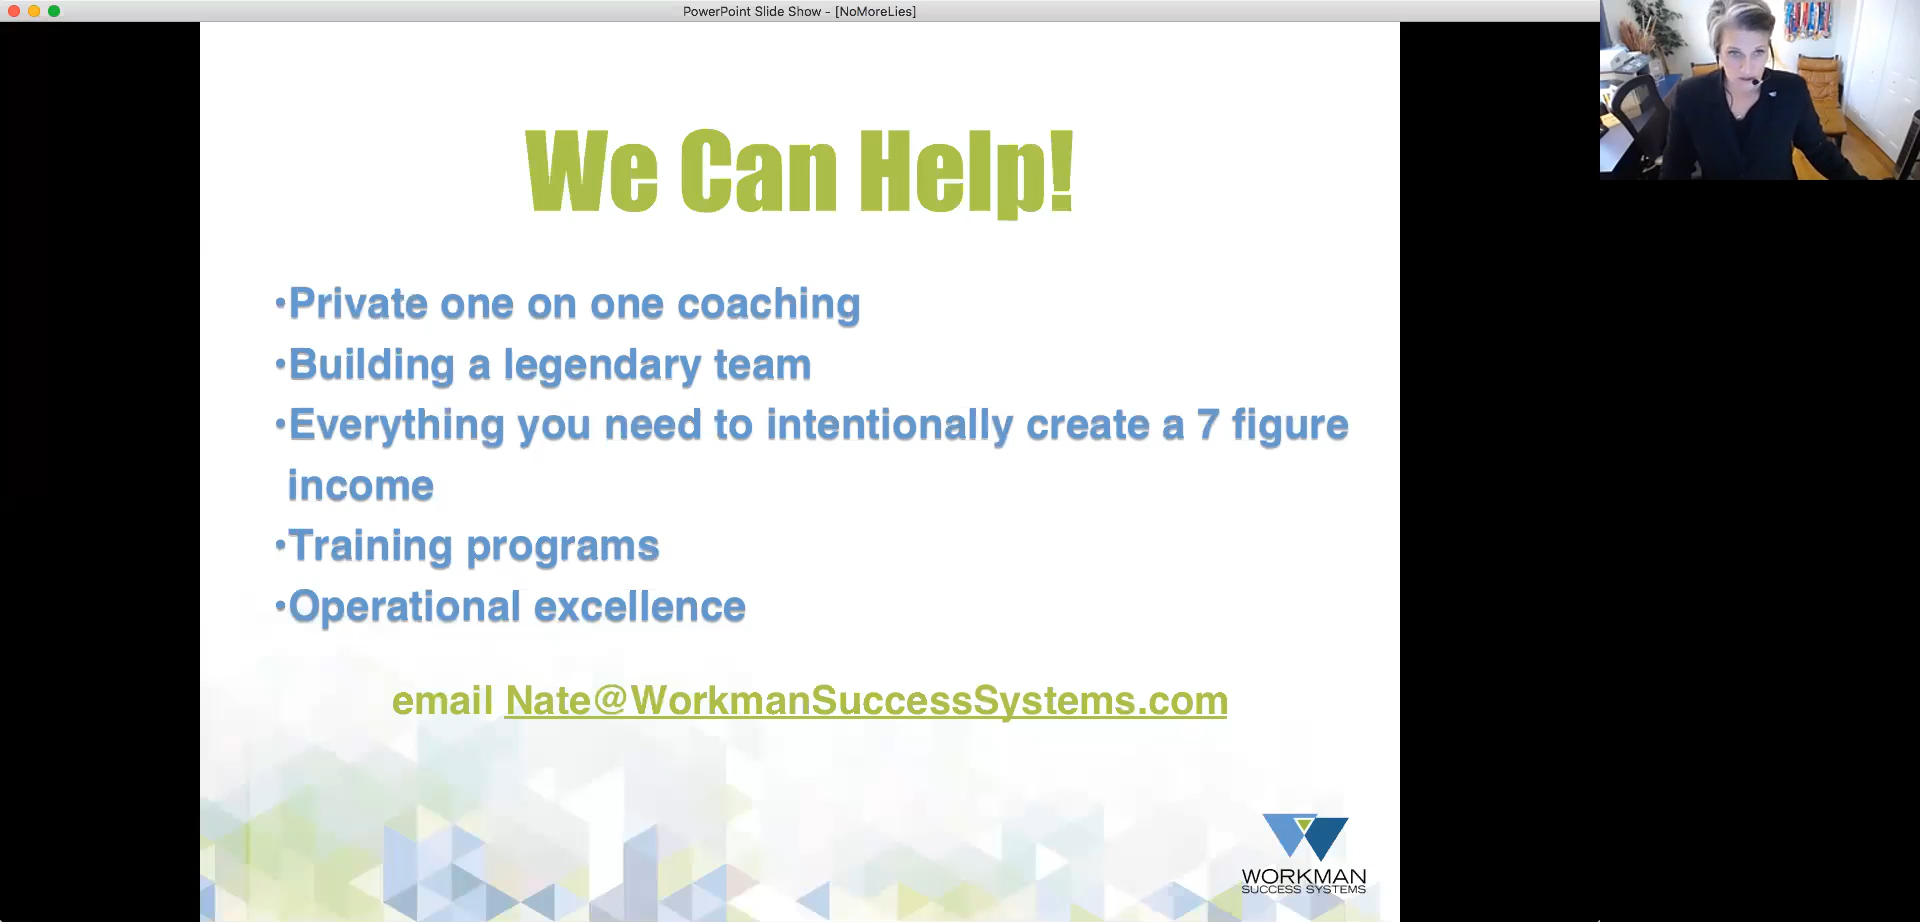 PowerPoint Slide Show - [NoMoreLies]
We Can Help!
•Private one on one coaching
•Building a legendary team
•Everything you need to intentionally create a 7 figure
income
•Training programs
•Operational excellence
email Nate@WorkmanSuccessSystems.com
WORKMAN
SUCCESS SYSTEMS